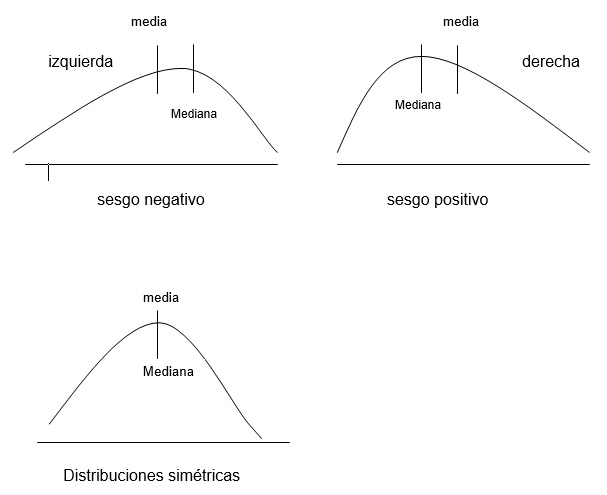 media
izquierda
Mediana
sesgo negativo
media
derecha
Mediana
sesgo positivo
media
Mediana
Distribuciones simétricas